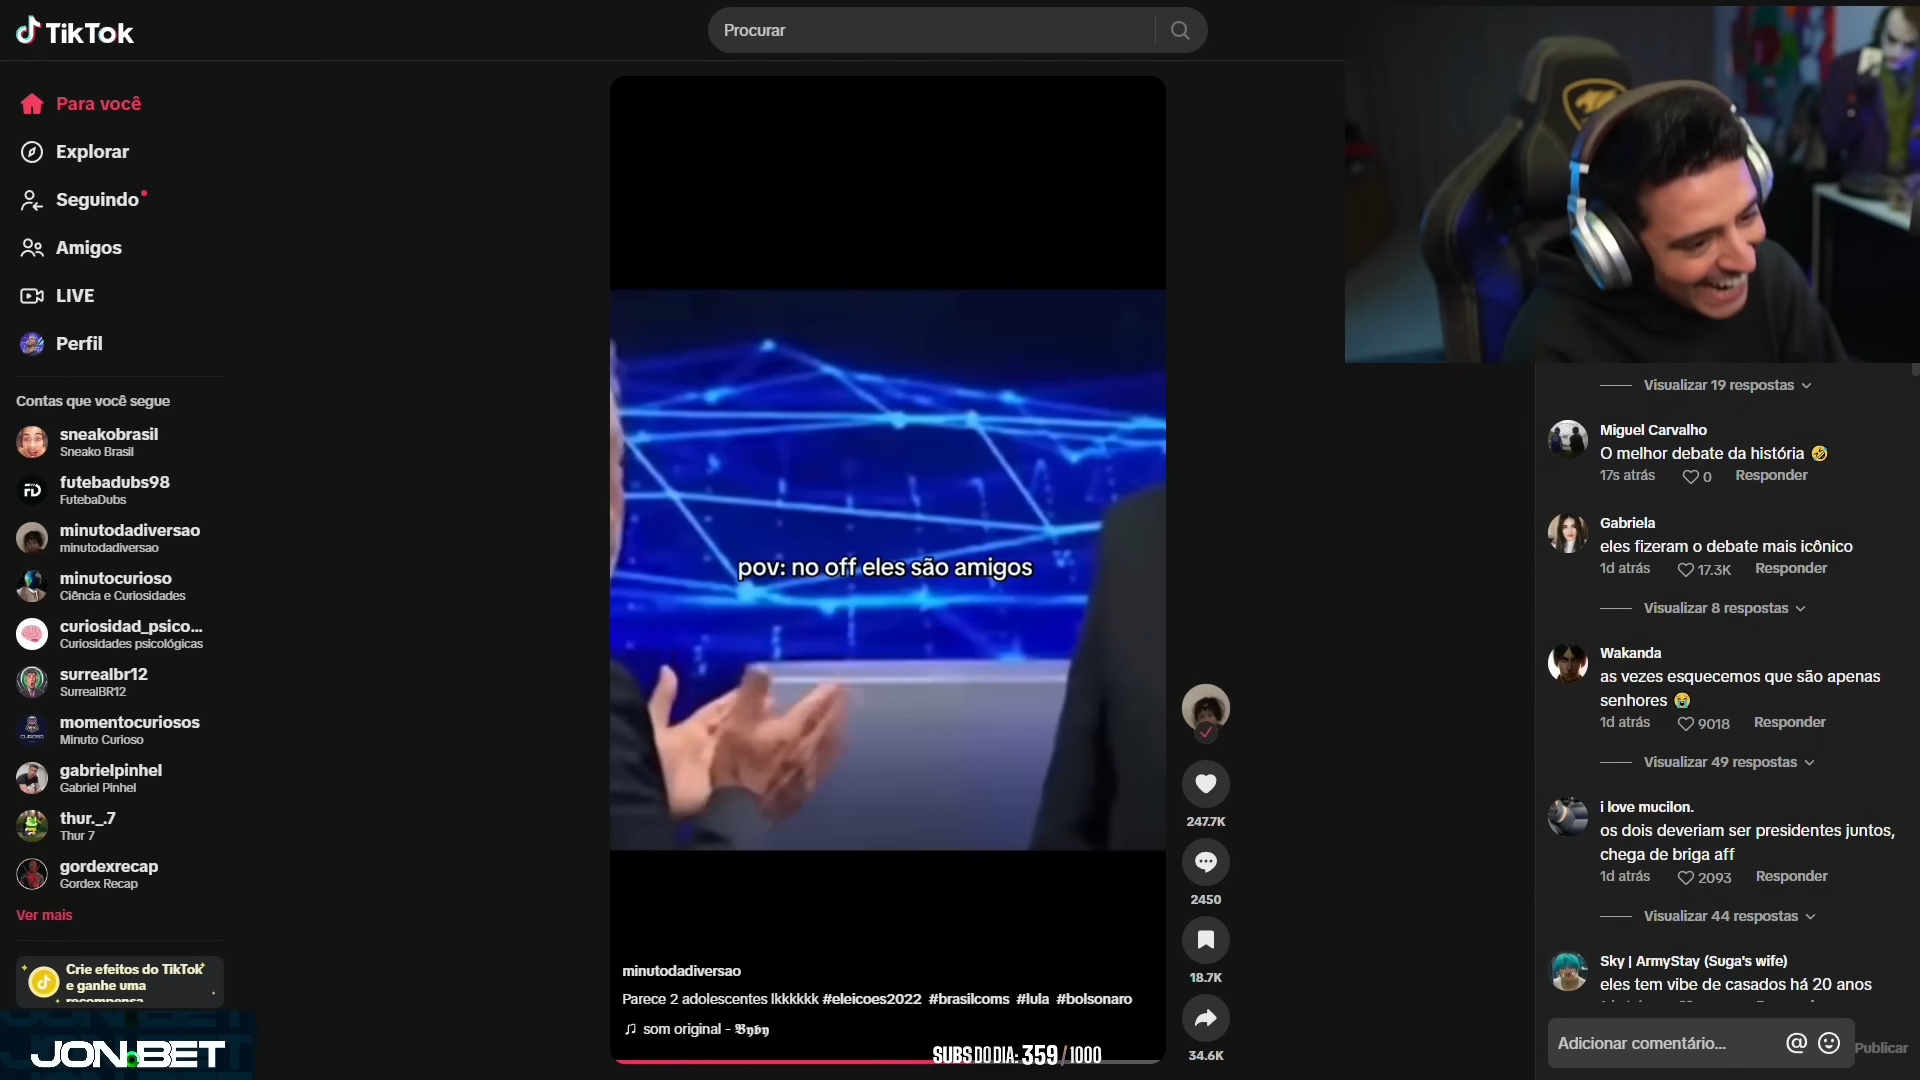 TikTok
Procurar
Para você
Explorar
Seguindo
Amigos
LIVE
Perfil
Contas que você segue
sneakobrasil
Sneako Brasil
futebadubs98
FutebaDubs
minutodadiversao
minutodadiversao
minutocurioso
Ciência e Curiosidades
curiosidad_psico...
Curiosidades psicológicas
surrealbr12
SurrealBR12
momentocuriosos
Minuto Curioso
gabrielpinhel
Gabriel Pinhel
thur._.7
Thur 7
gordexrecap
Gordex Recap
Ver mais
Crie efeitos do TikTok
e ganhe uma
recompensa
JON.BET
pov: no off eles são amigos
247.7K
2450
18.7K
34.6K
minutodadiversao
Parece 2 adolescentes lkkkkkk #eleicoes2022 #brasilcoms #lula #bolsonaro
som original - 𝕭𝖞𝖇𝖞
SUBS DO DIA: 359 / 1000
Visualizar 19 respostas
Miguel Carvalho
O melhor debate da história 🤣
17s atrás 0 Responder
Gabriela
eles fizeram o debate mais icônico
1d atrás 17.3K Responder
Visualizar 8 respostas
Wakanda
as vezes esquecemos que são apenas
senhores 😭
1d atrás 9018 Responder
Visualizar 49 respostas
i love mucilon.
os dois deveriam ser presidentes juntos,
chega de briga aff
1d atrás 2093 Responder
Visualizar 44 respostas
Sky | ArmyStay (Suga's wife)
eles tem vibe de casados há 20 anos
Adicionar comentário... @
Publicar